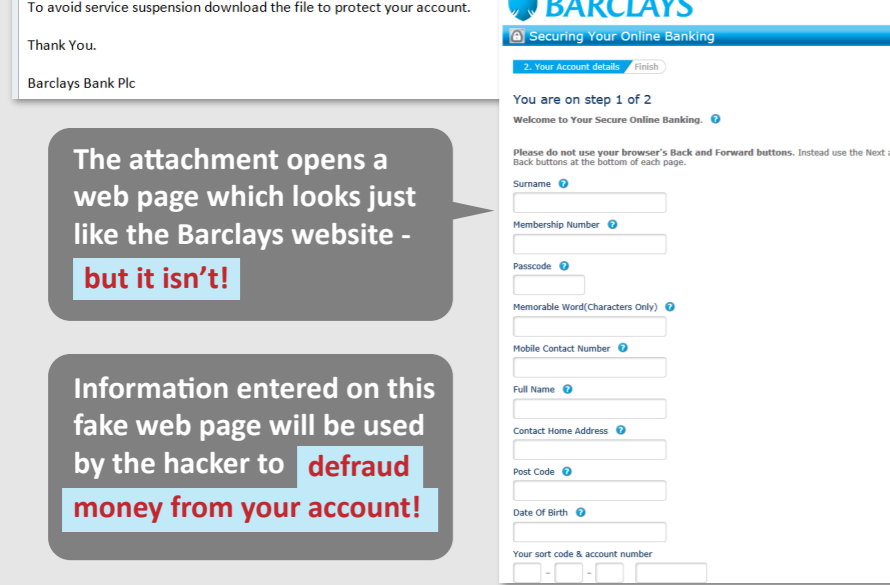 To avoid service suspension download the file to protect your account.
Thank You.
Barclays Bank Plc
The attachment opens a
web page which looks just
like the Barclays website -
but it isn't!
Information entered on this
fake web page will be used
by the hacker to defraud
money from your account!
BARCLAYS
Securing Your Online Banking
2. Your Account details Finish
You are on step 1 of 2
Welcome to Your Secure Online Banking. ?
Please do not use your browser's Back and Forward buttons. Instead use the Next
Back buttons at the bottom of each page.
Surname ?
Membership Number ?
Passcode ?
Memorable Word(Characters Only) ?
Mobile Contact Number ?
Full Name ?
Contact Home Address ?
Post Code ?
Date Of Birth ?
Your sort code & account number
- -